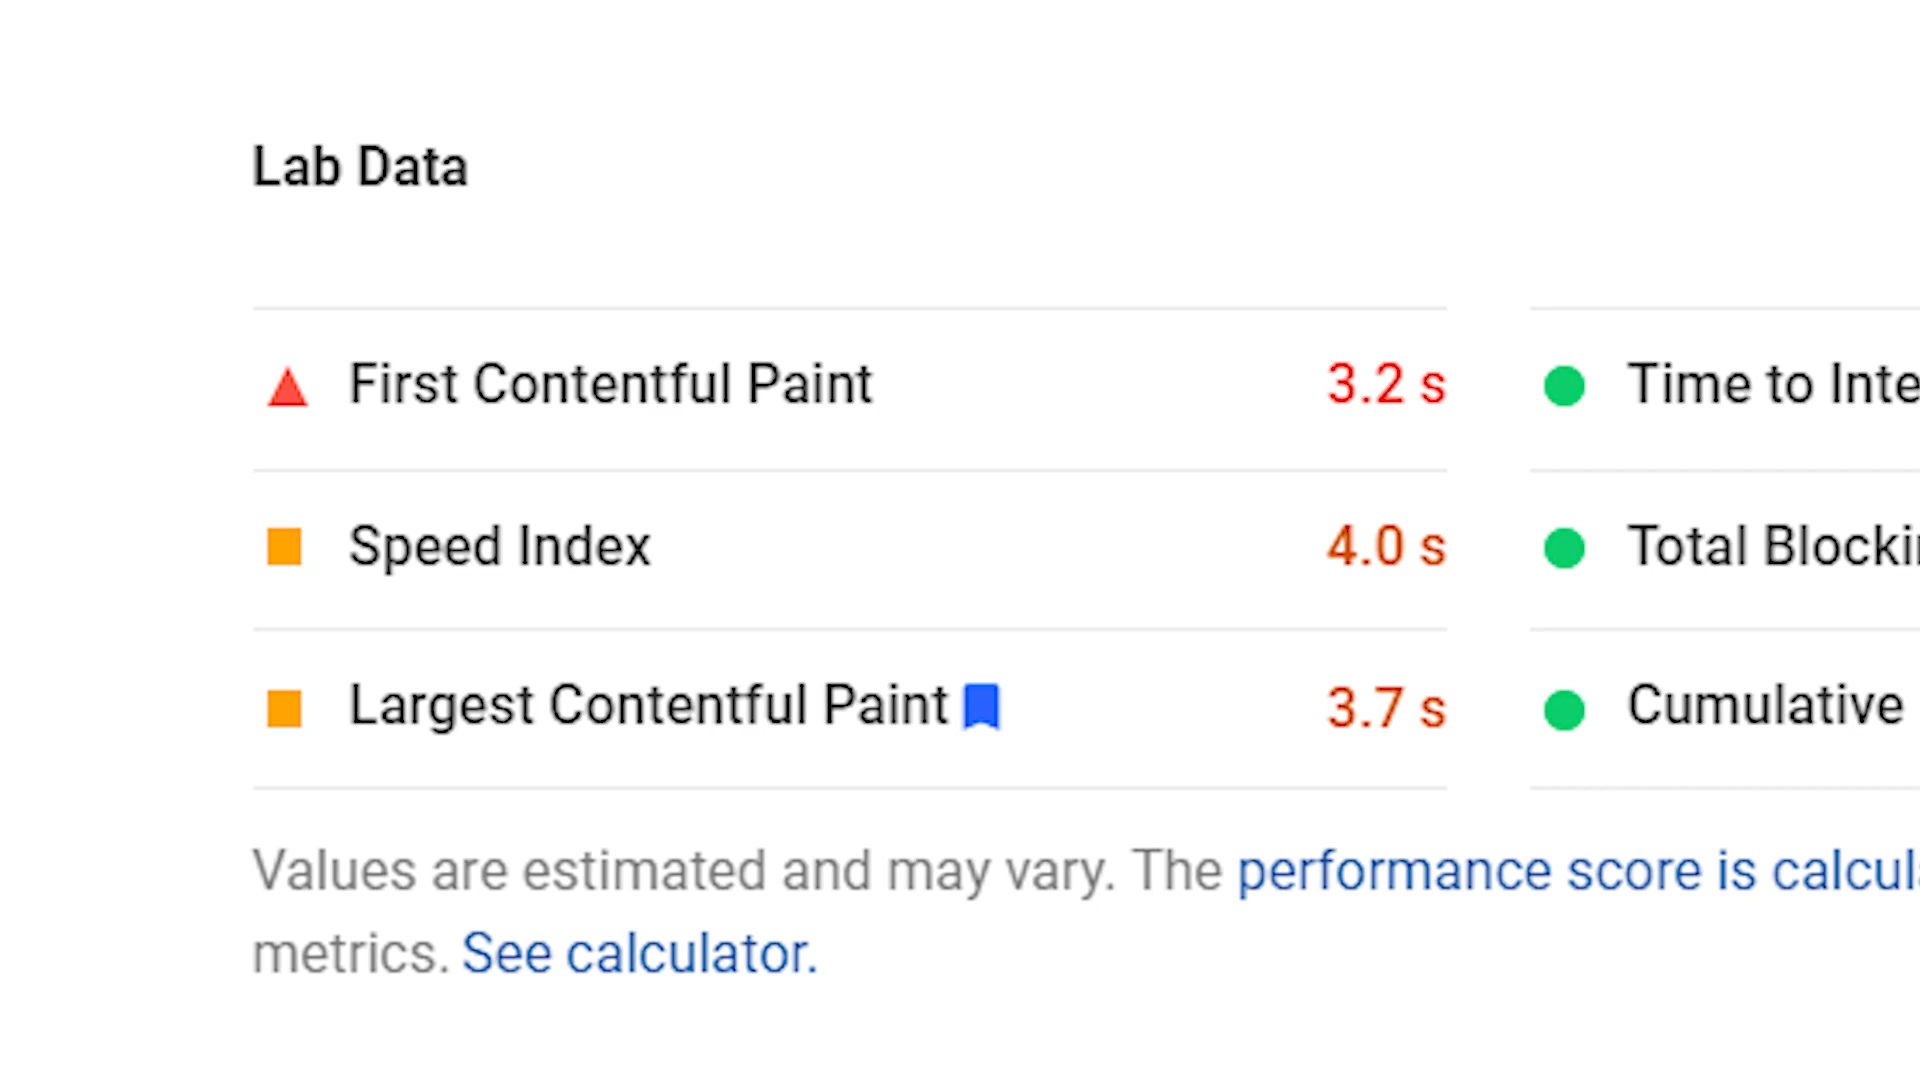 Lab Data
First Contentful Paint 3.2 s
Time to Inte
Speed Index 4.0 s
Total Blocki
Largest Contentful Paint 3.7 s
Cumulative
Values are estimated and may vary. The performance score is calcul
metrics. See calculator.